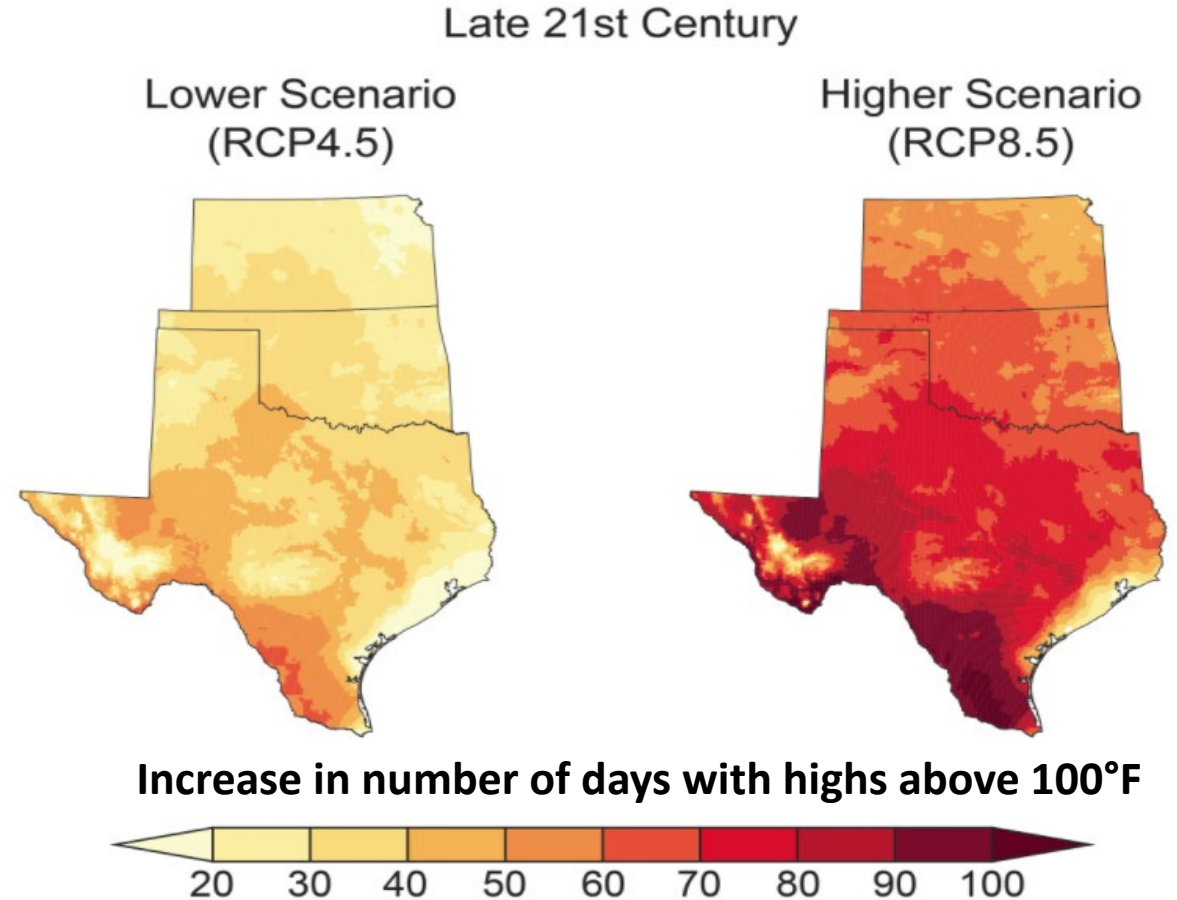 Late 21st Century
Lower Scenario
(RCP4.5)
Higher Scenario
(RCP8.5)
Increase in number of days with highs above 100°F
20 30 40 50 60 70 80 90 100